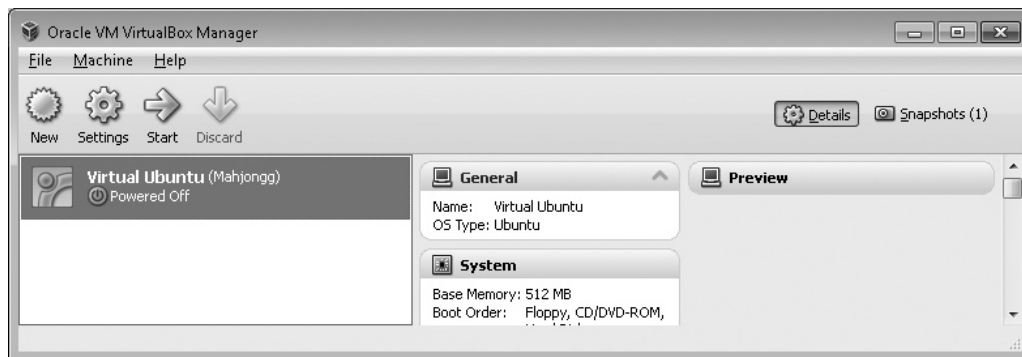 Oracle VM VirtualBox Manager
File Machine Help
New Settings Start Discard
Details Snapshots (1)
Virtual Ubuntu (Mahjongg)
Powered Off
General
Name: Virtual Ubuntu
OS Type: Ubuntu
System
Base Memory: 512 MB
Boot Order: Floppy, CD/DVD-ROM,
Preview